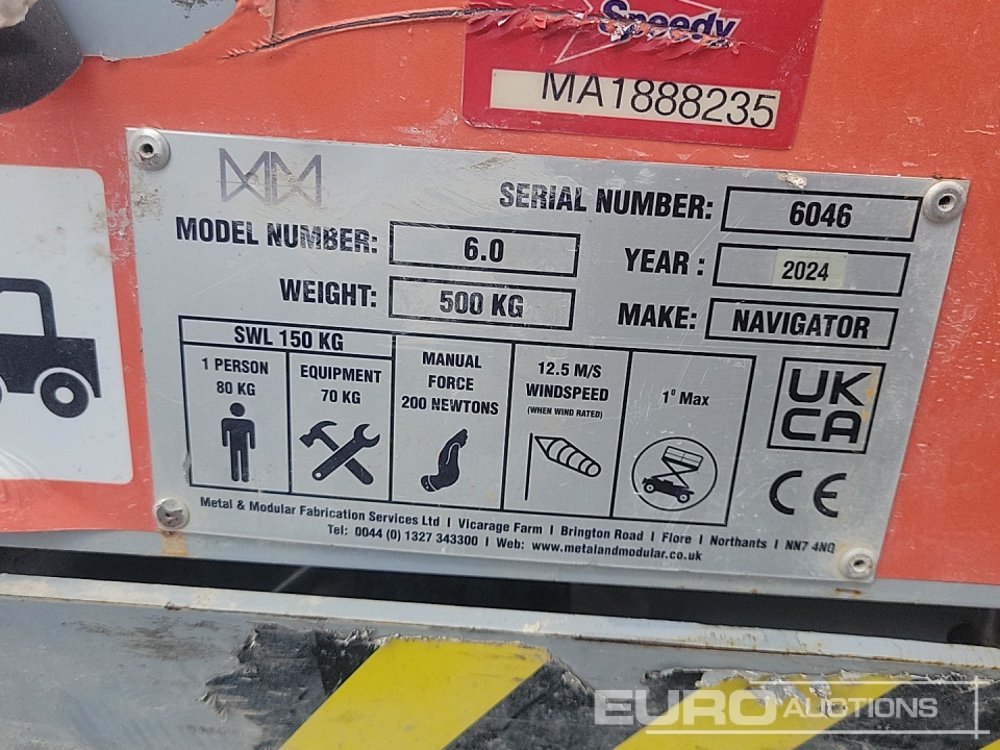 Speedy
MA1888235
MM
SERIAL NUMBER: 6046
MODEL NUMBER: 6.0
YEAR : 2024
WEIGHT: 500 KG
MAKE: NAVIGATOR
SWL 150 KG
1 PERSON
80 KG
EQUIPMENT
70 KG
MANUAL
FORCE
200 NEWTONS
12.5 M/S
WINDSPEED
(WHEN WIND RATED)
1° Max
UK
CA
CE
Metal & Modular Fabrication Services Ltd I Vicarage Farm I Brington Road I Flore I Northants I NN7 4NQ
Tel: 0044 (0) 1327 343300 I Web: www.metalandmodular.co.uk
EURO AUCTIONS